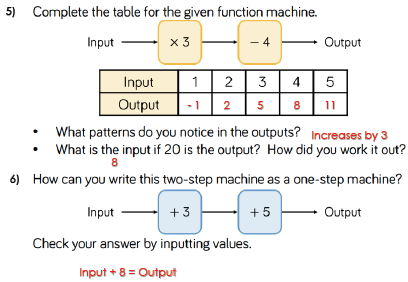 5) Complete the table for the given function machine.
Input × 3 − 4 Output
Input 1 2 3 4 5
Output -1 2 5 8 11
• What patterns do you notice in the outputs? Increases by 3
• What is the input if 20 is the output? How did you work it out?
8
6) How can you write this two-step machine as a one-step machine?
Input + 3 + 5 Output
Check your answer by inputting values.
Input + 8 = Output